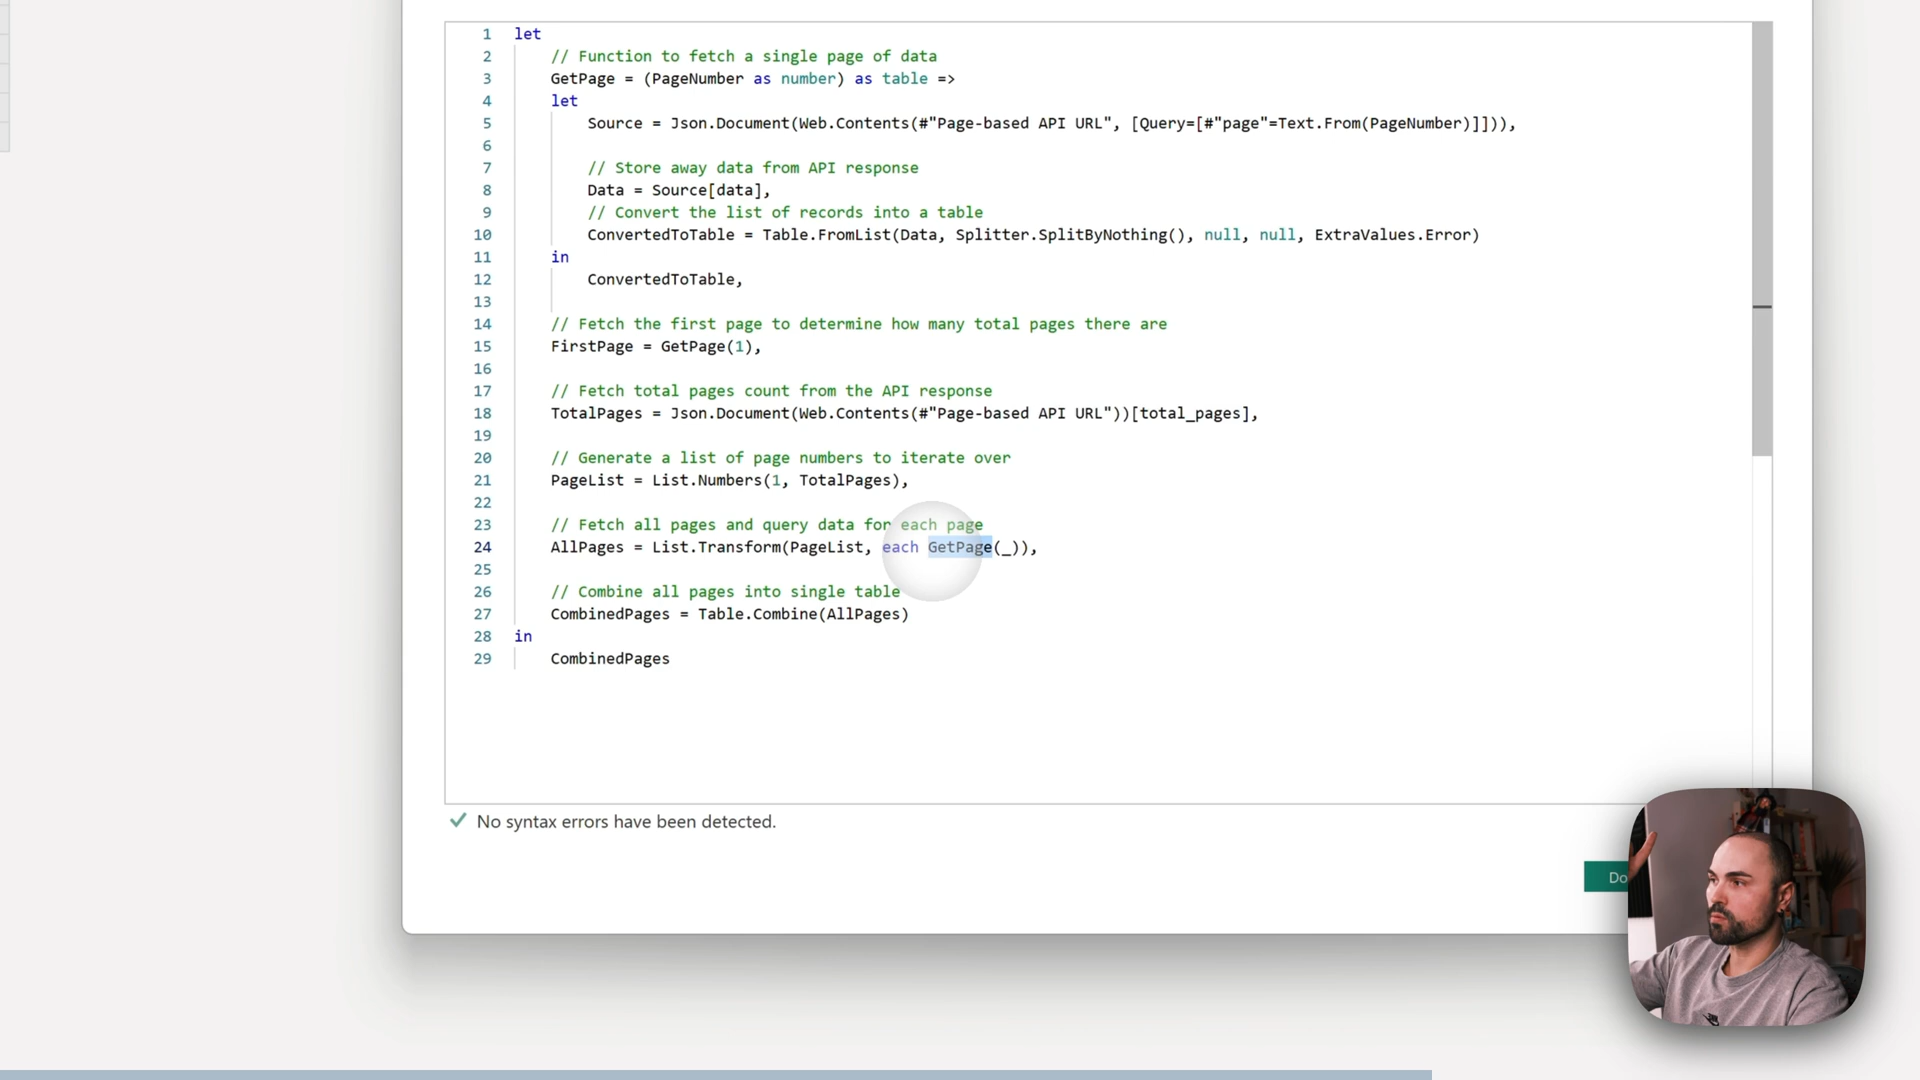 1 let
2 // Function to fetch a single page of data
3 GetPage = (PageNumber as number) as table =>
4 let
5 Source = Json.Document(Web.Contents(#"Page-based API URL", [Query=[#"page"=Text.From(PageNumber)]])),
6
7 // Store away data from API response
8 Data = Source[data],
9 // Convert the list of records into a table
10 ConvertedToTable = Table.FromList(Data, Splitter.SplitByNothing(), null, null, ExtraValues.Error)
11 in
12 ConvertedToTable,
13
14 // Fetch the first page to determine how many total pages there are
15 FirstPage = GetPage(1),
16
17 // Fetch total pages count from the API response
18 TotalPages = Json.Document(Web.Contents(#"Page-based API URL"))[total_pages],
19
20 // Generate a list of page numbers to iterate over
21 PageList = List.Numbers(1, TotalPages),
22
23 // Fetch all pages and query data for each page
24 AllPages = List.Transform(PageList, each GetPage(_)),
25
26 // Combine all pages into single table
27 CombinedPages = Table.Combine(AllPages)
28 in
29 CombinedPages
No syntax errors have been detected.
Do